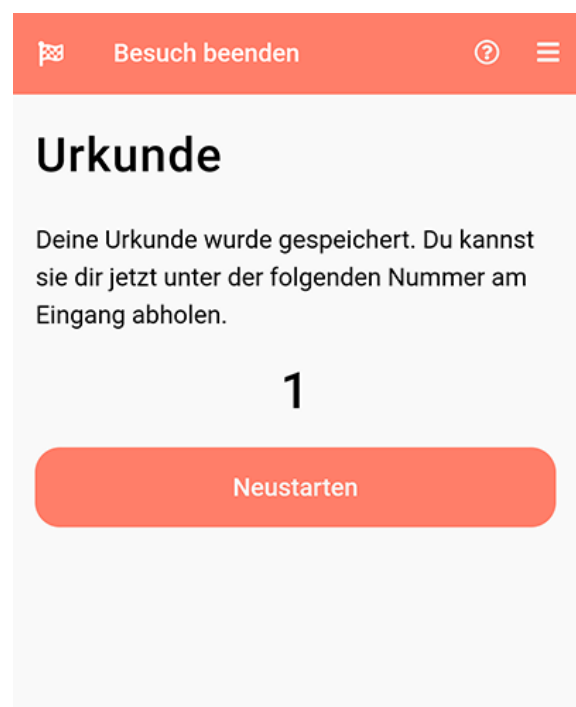 Besuch beenden
Urkunde
Deine Urkunde wurde gespeichert. Du kannst
sie dir jetzt unter der folgenden Nummer am
Eingang abholen.
1
Neustarten